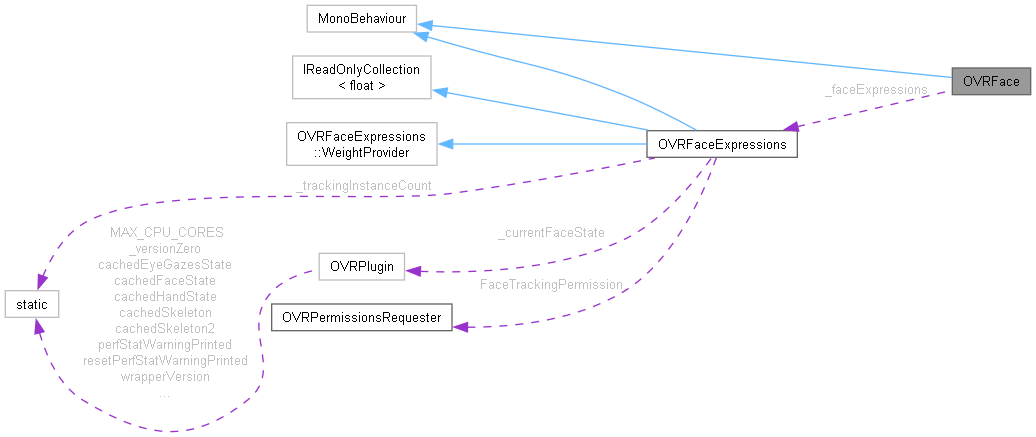 MonoBehaviour
IReadOnlyCollection
< float >
OVRFace
_faceExpressions
OVRFaceExpressions
::WeightProvider
OVRFaceExpressions
_trackingInstanceCount
MAX_CPU_CORES
_versionZero
cachedEyeGazesState
cachedFaceState
cachedHandState
cachedSkeleton
cachedSkeleton2
perfStatWarningPrinted
resetPerfStatWarningPrinted
wrapperVersion
...
_currentFaceState
OVRPlugin
FaceTrackingPermission
static
OVRPermissionsRequester